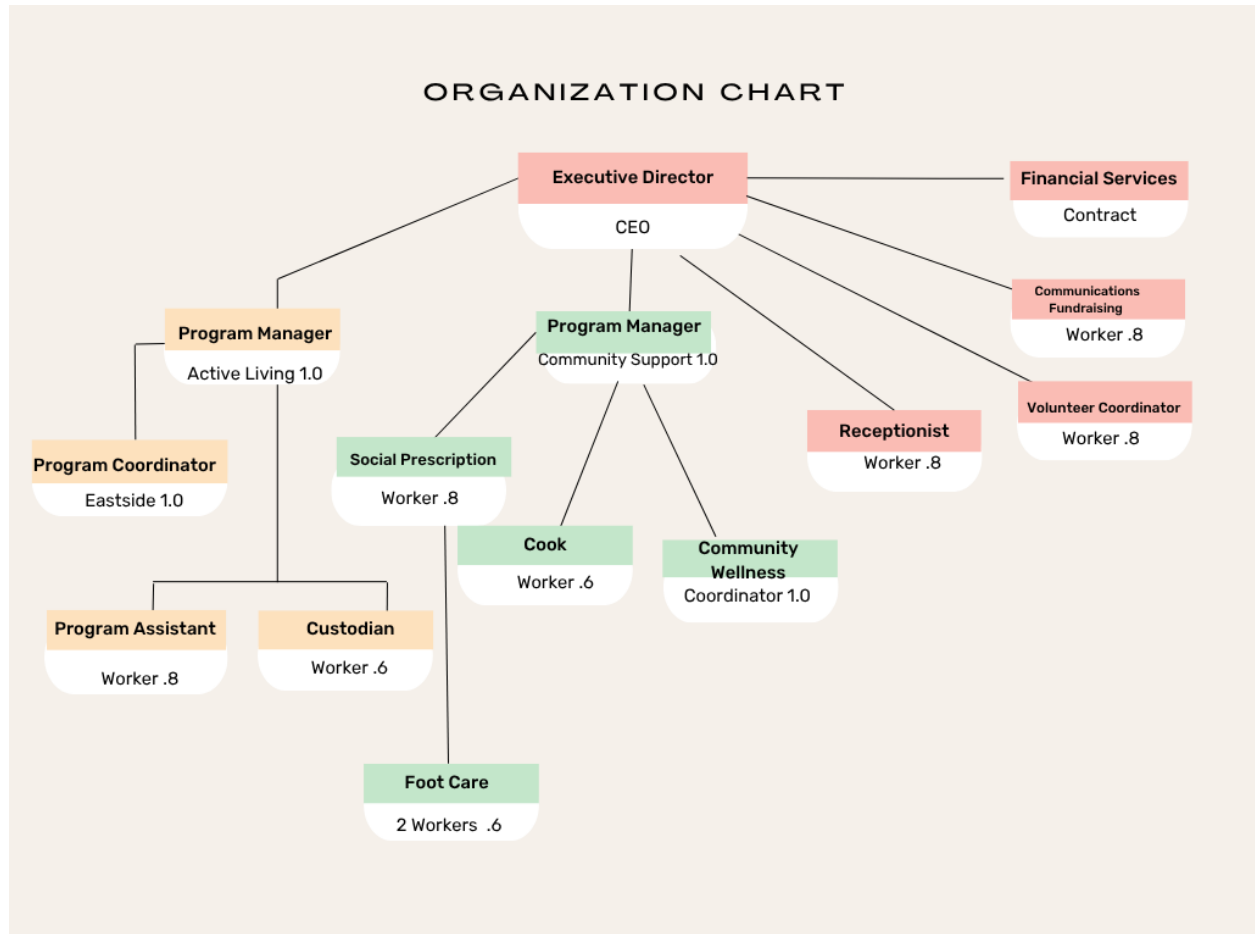 ORGANIZATION CHART
Executive Director
CEO
Financial Services
Contract
Communications
Fundraising
Worker .8
Volunteer Coordinator
Worker .8
Receptionist
Worker .8
Program Manager
Active Living 1.0
Program Coordinator
Eastside 1.0
Program Assistant
Worker .8
Custodian
Worker .6
Program Manager
Community Support 1.0
Social Prescription
Worker .8
Cook
Worker .6
Community
Wellness
Coordinator 1.0
Foot Care
2 Workers .6